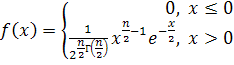 f(x) = { 0, x ≤ 0
1/(2^(n/2) Γ(n/2)) x^(n/2 − 1) e^(−x/2), x > 0